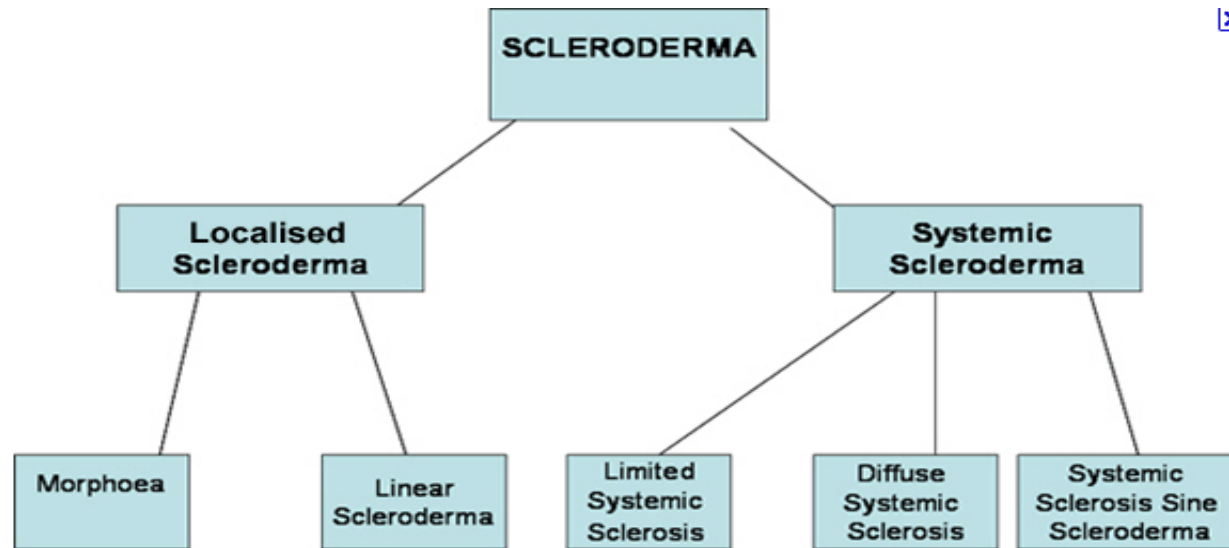 SCLERODERMA
Localised
Scleroderma
Systemic
Scleroderma
Morphoea
Linear
Scleroderma
Limited
Systemic
Sclerosis
Diffuse
Systemic
Sclerosis
Systemic
Sclerosis Sine
Scleroderma